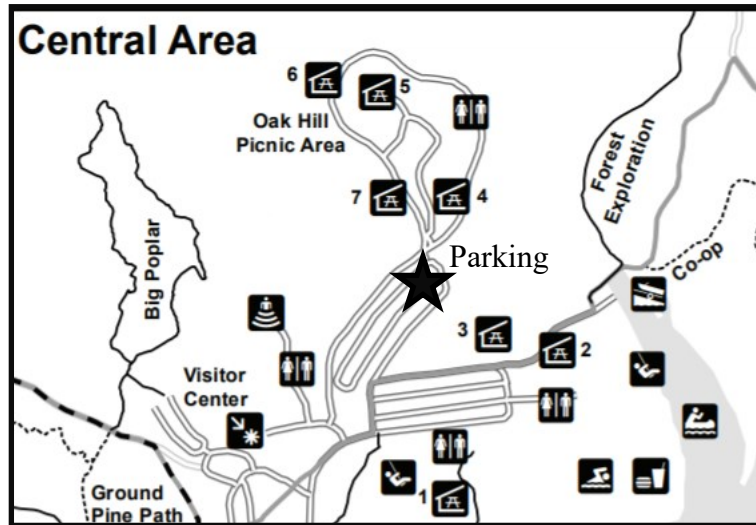 Central Area
6
5
Oak Hill
Picnic Area
7
4
Forest
Exploration
Big Poplar
Parking
Co-op
3
2
Visitor
Center
1
Ground
Pine Path